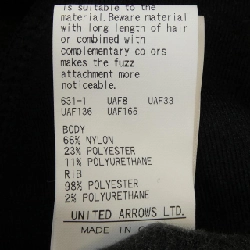 is suitable to the
material.Beware material
with long length of hair
or combined with
complementary colors
makes the fuzz
attachment more
noticeable.
631-1 UAF8 UAF33
UAF136 UAF165
BODY
66% NYLON
23% POLYESTER
11% POLYURETHANE
RIB
98% POLYESTER
2% POLYURETHANE
UNITED ARROWS LTD.
MADE IN